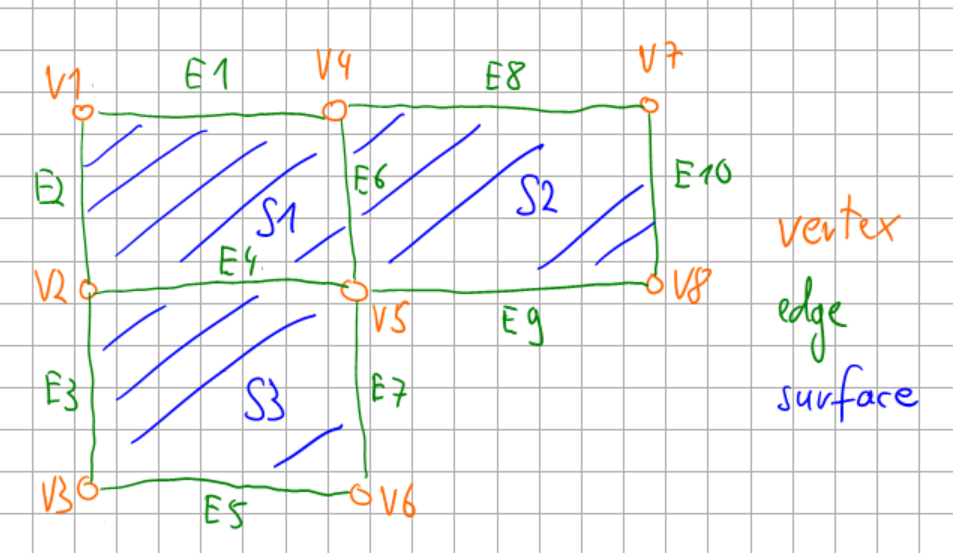 V1 E1 V4 E8 V7
E2 E6 E10
S1 S2
E4
V2 V5 E9 V8
E3 S3 E7
V3 E5 V6
vertex
edge
surface